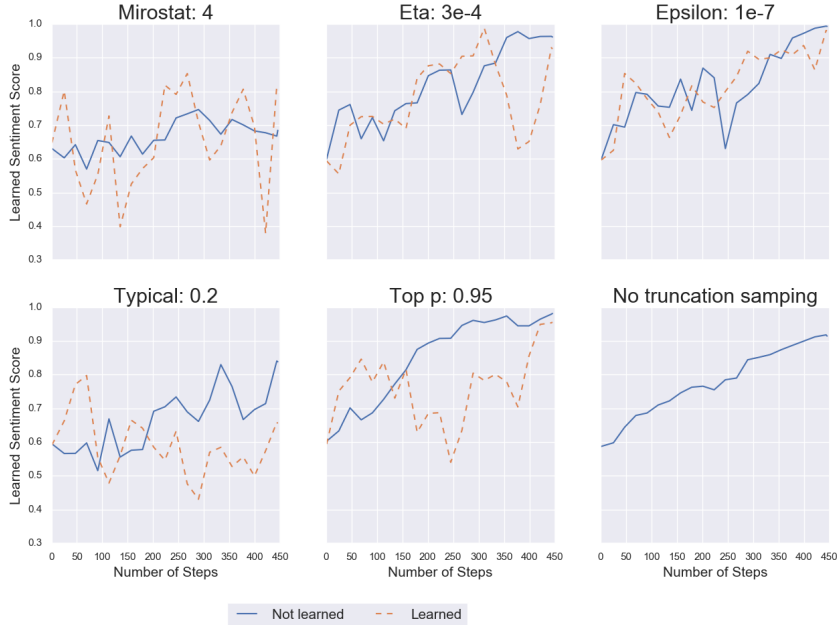 Mirostat: 4
Eta: 3e-4
Epsilon: 1e-7
Learned Sentiment Score
1.0
0.9
0.8
0.7
0.6
0.5
0.4
0.3
Typical: 0.2
Top p: 0.95
No truncation samping
Learned Sentiment Score
1.0
0.9
0.8
0.7
0.6
0.5
0.4
0.3
0 50 100 150 200 250 300 350 400 450
0 50 100 150 200 250 300 350 400 450
0 50 100 150 200 250 300 350 400 450
Number of Steps
Number of Steps
Number of Steps
Not learned
Learned